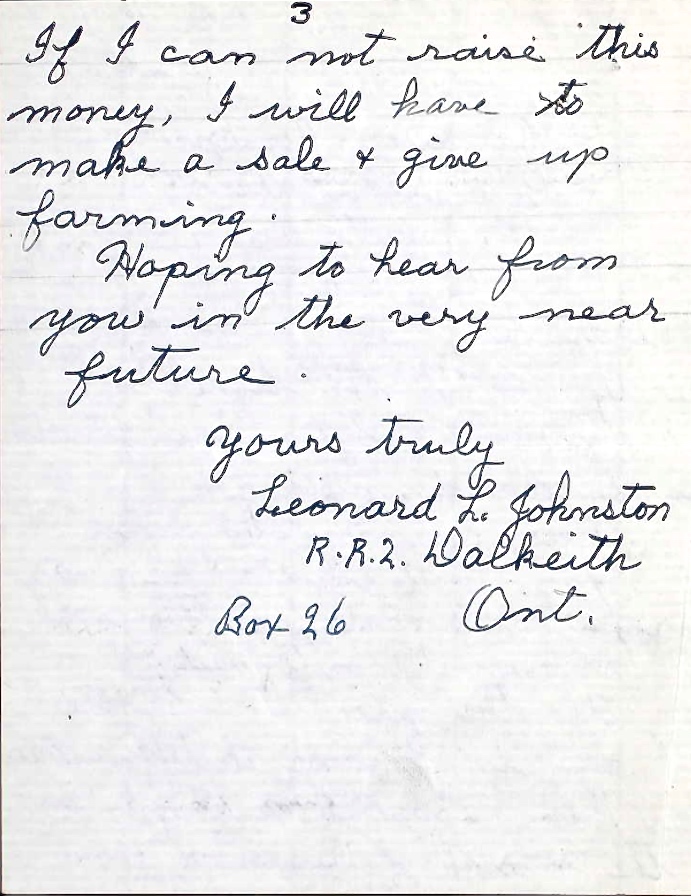 3
If I can not raise this
money, I will have to
make a sale & give up
farming.
Hoping to hear from
you in the very near
future.
yours truly
Leonard L. Johnston
R.R.2. Dalkeith
Box 26 Ont.